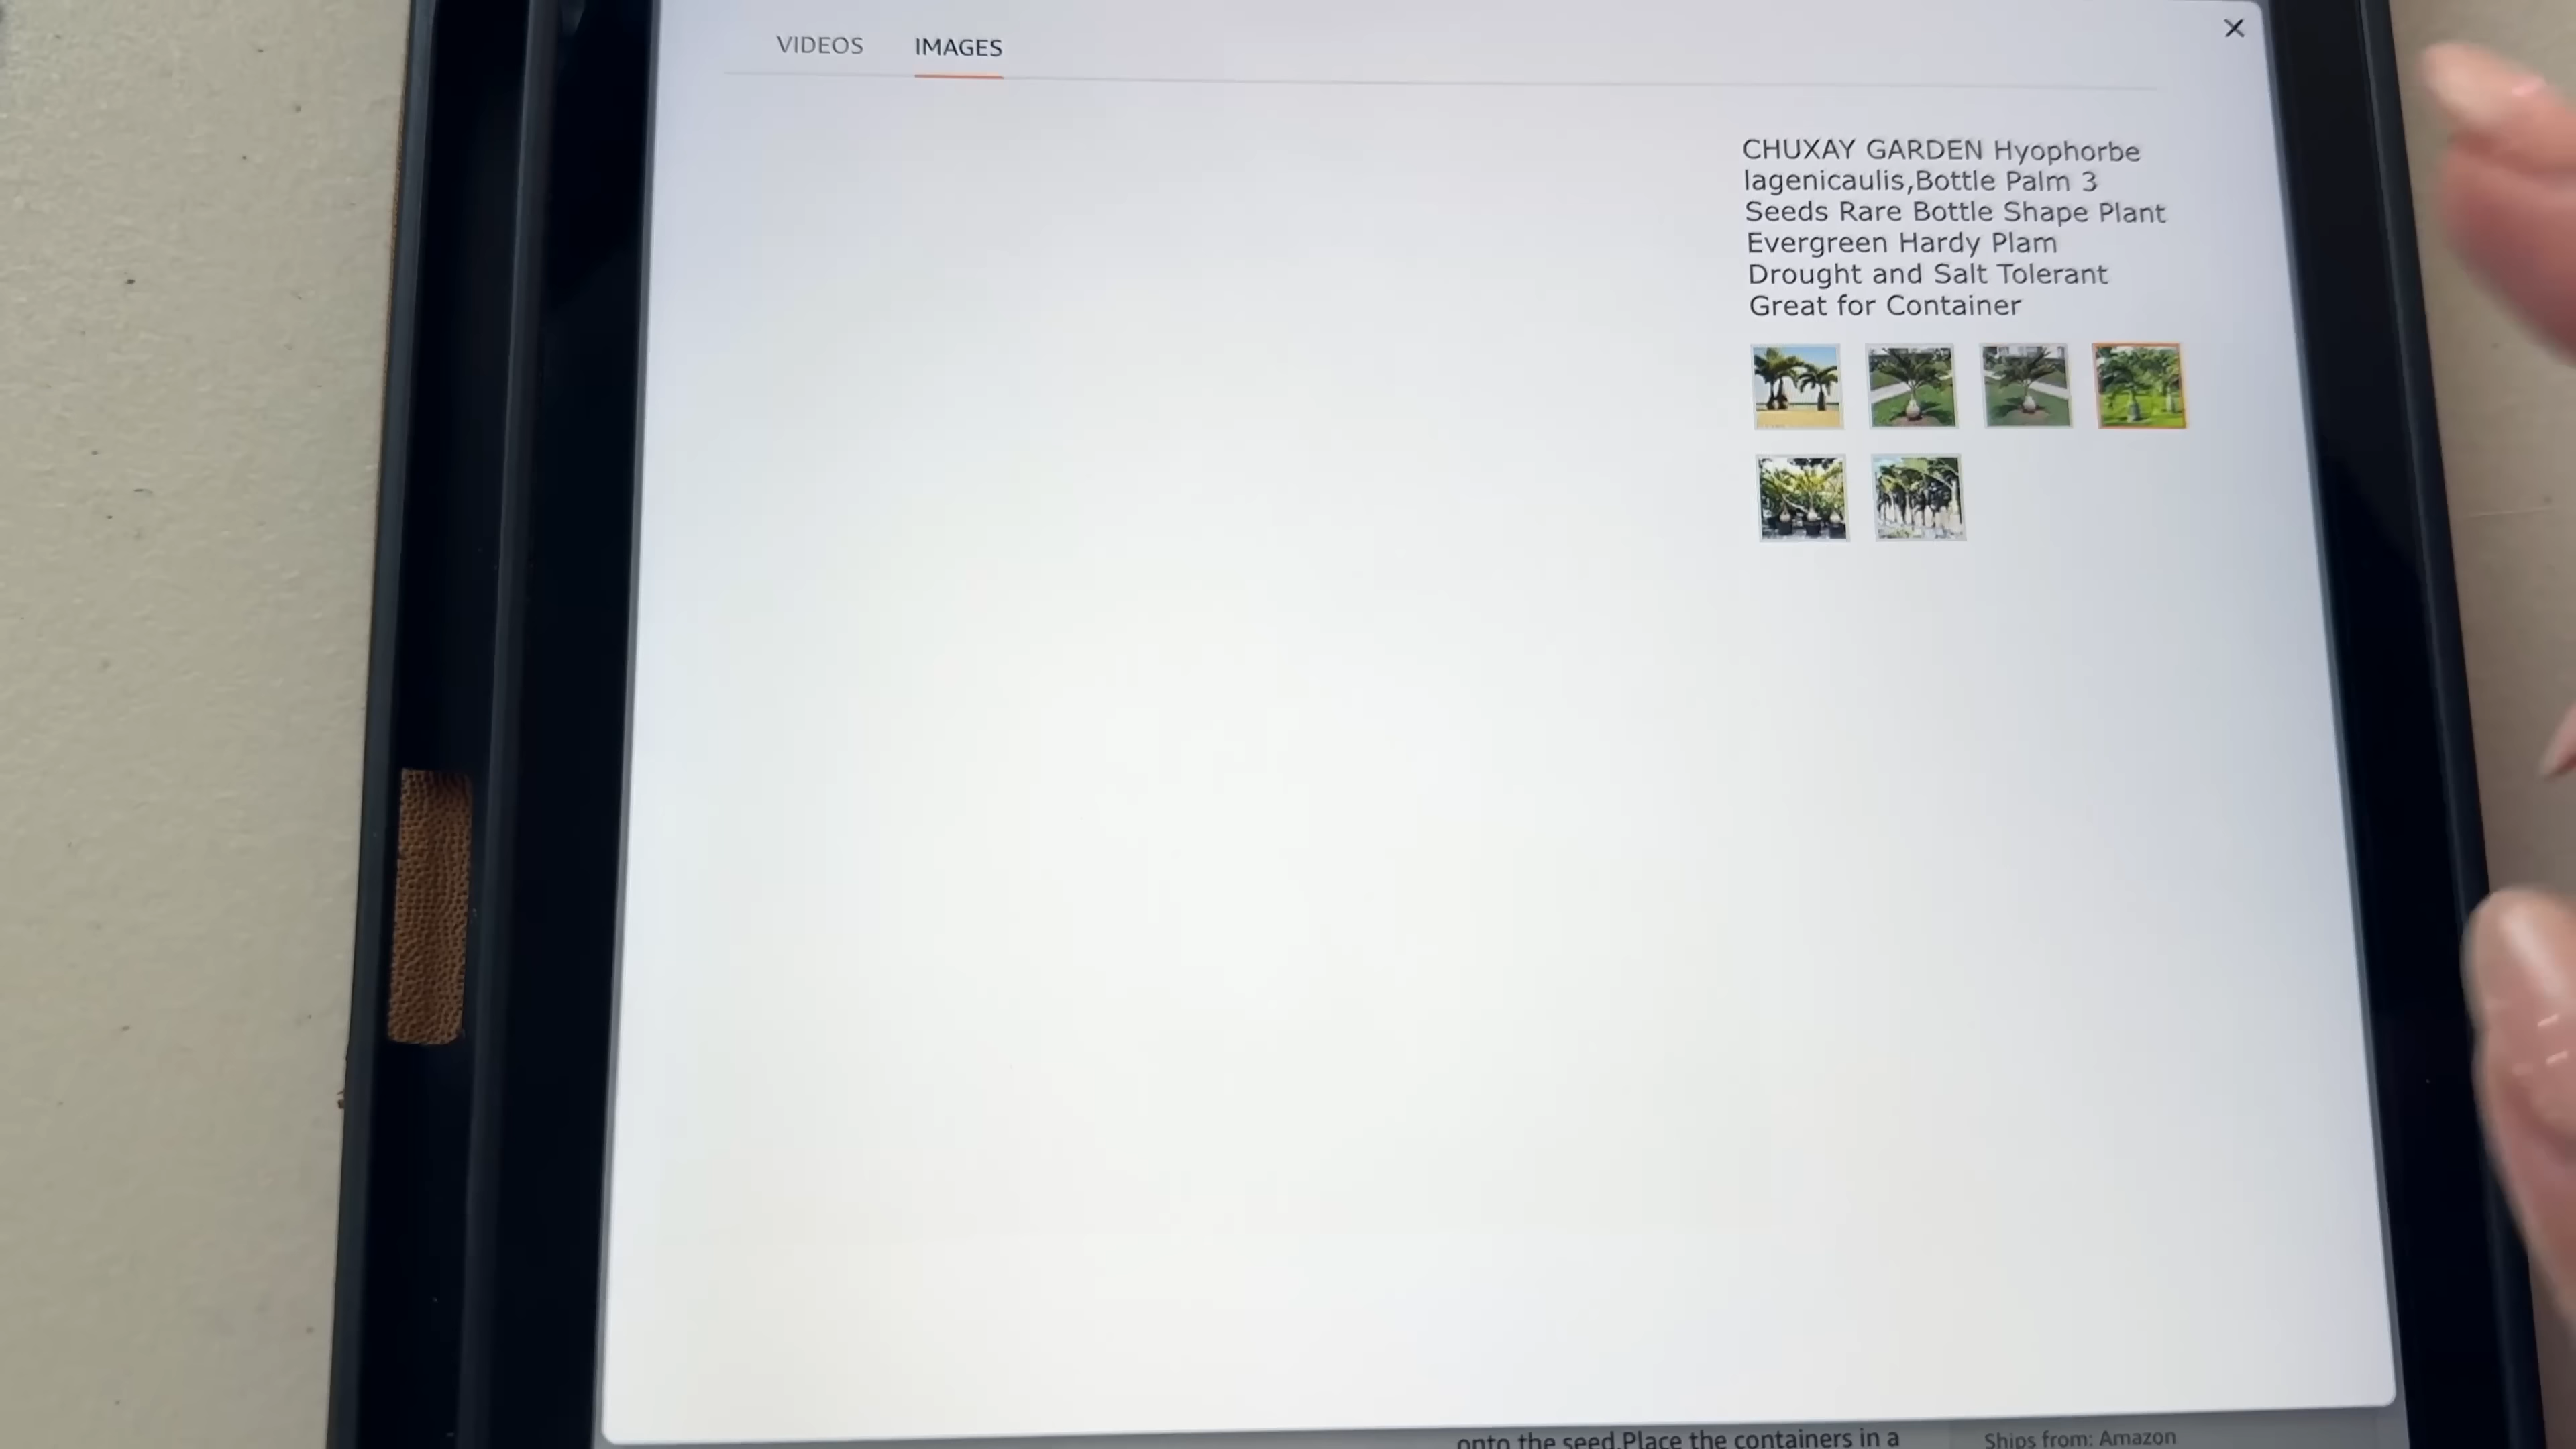 VIDEOS IMAGES
CHUXAY GARDEN Hyophorbe
lagenicaulis,Bottle Palm 3
Seeds Rare Bottle Shape Plant
Evergreen Hardy Plam
Drought and Salt Tolerant
Great for Container
onto the seed.Place the containers in a
Ships from: Amazon